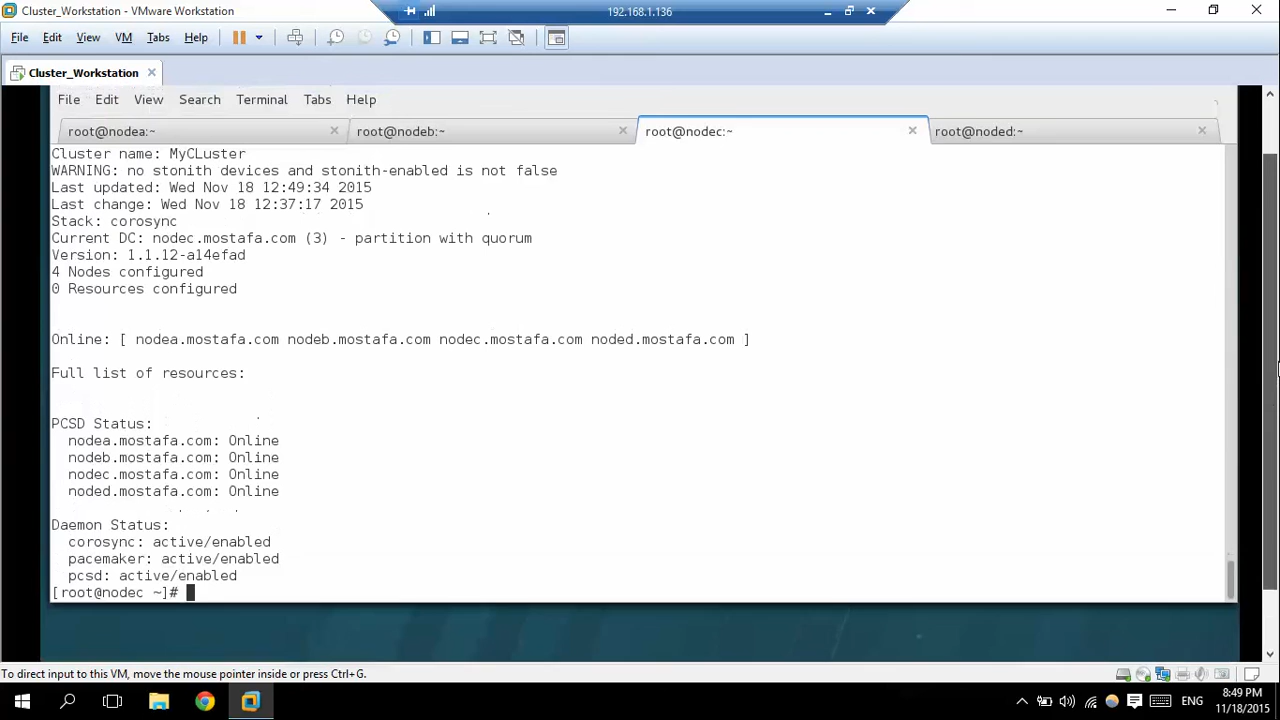 Cluster_Workstation - VMware Workstation
192.168.1.136
File Edit View VM Tabs Help
Cluster_Workstation
File Edit View Search Terminal Tabs Help
root@nodea:~ root@nodeb:~ root@nodec:~ root@noded:~
Cluster name: MyCLuster
WARNING: no stonith devices and stonith-enabled is not false
Last updated: Wed Nov 18 12:49:34 2015
Last change: Wed Nov 18 12:37:17 2015
Stack: corosync
Current DC: nodec.mostafa.com (3) - partition with quorum
Version: 1.1.12-a14efad
4 Nodes configured
0 Resources configured
Online: [ nodea.mostafa.com nodeb.mostafa.com nodec.mostafa.com noded.mostafa.com ]
Full list of resources:
PCSD Status:
nodea.mostafa.com: Online
nodeb.mostafa.com: Online
nodec.mostafa.com: Online
noded.mostafa.com: Online
Daemon Status:
corosync: active/enabled
pacemaker: active/enabled
pcsd: active/enabled
[root@nodec ~]#
To direct input to this VM, move the mouse pointer inside or press Ctrl+G.
ENG
8:49 PM
11/18/2015